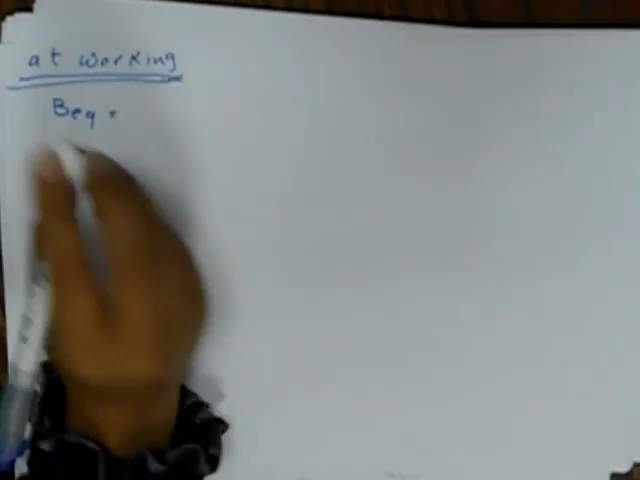 at working
Beq =